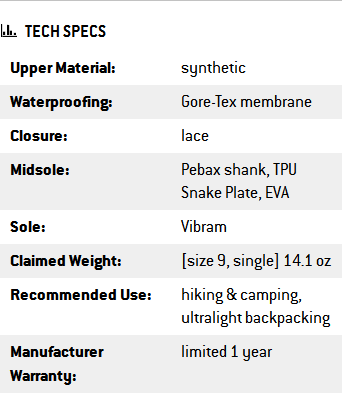 TECH SPECS
Upper Material: synthetic
Waterproofing: Gore-Tex membrane
Closure: lace
Midsole: Pebax shank, TPU
Snake Plate, EVA
Sole: Vibram
Claimed Weight: [size 9, single] 14.1 oz
Recommended Use: hiking & camping,
ultralight backpacking
Manufacturer limited 1 year
Warranty: